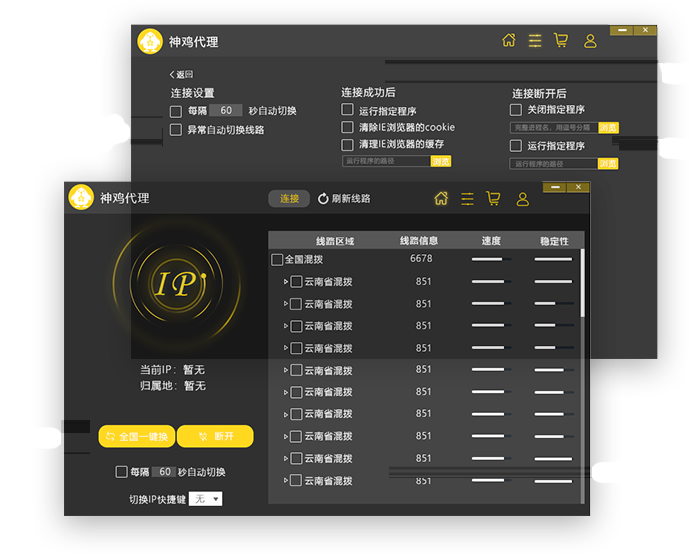 神鸡代理
返回
连接设置
每隔 60 秒自动切换
异常自动切换线路
连接成功后
运行指定程序
清除IE浏览器的cookie
清理IE浏览器的缓存
运行程序的路径 浏览
连接断开后
关闭指定程序
完整进程名，用逗号分隔 浏览
运行指定程序
运行程序的路径 浏览
神鸡代理
连接 刷新线路
IP
当前IP：暂无
归属地：暂无
全国一键换 断开
每隔 60 秒自动切换
切换IP快捷键 无
线路区域 线路信息 速度 稳定性
全国混拨 6678
云南省混拨 851
云南省混拨 851
云南省混拨 851
云南省混拨 851
云南省混拨 851
云南省混拨 851
云南省混拨 851
云南省混拨 851
云南省混拨 851
云南省混拨 851